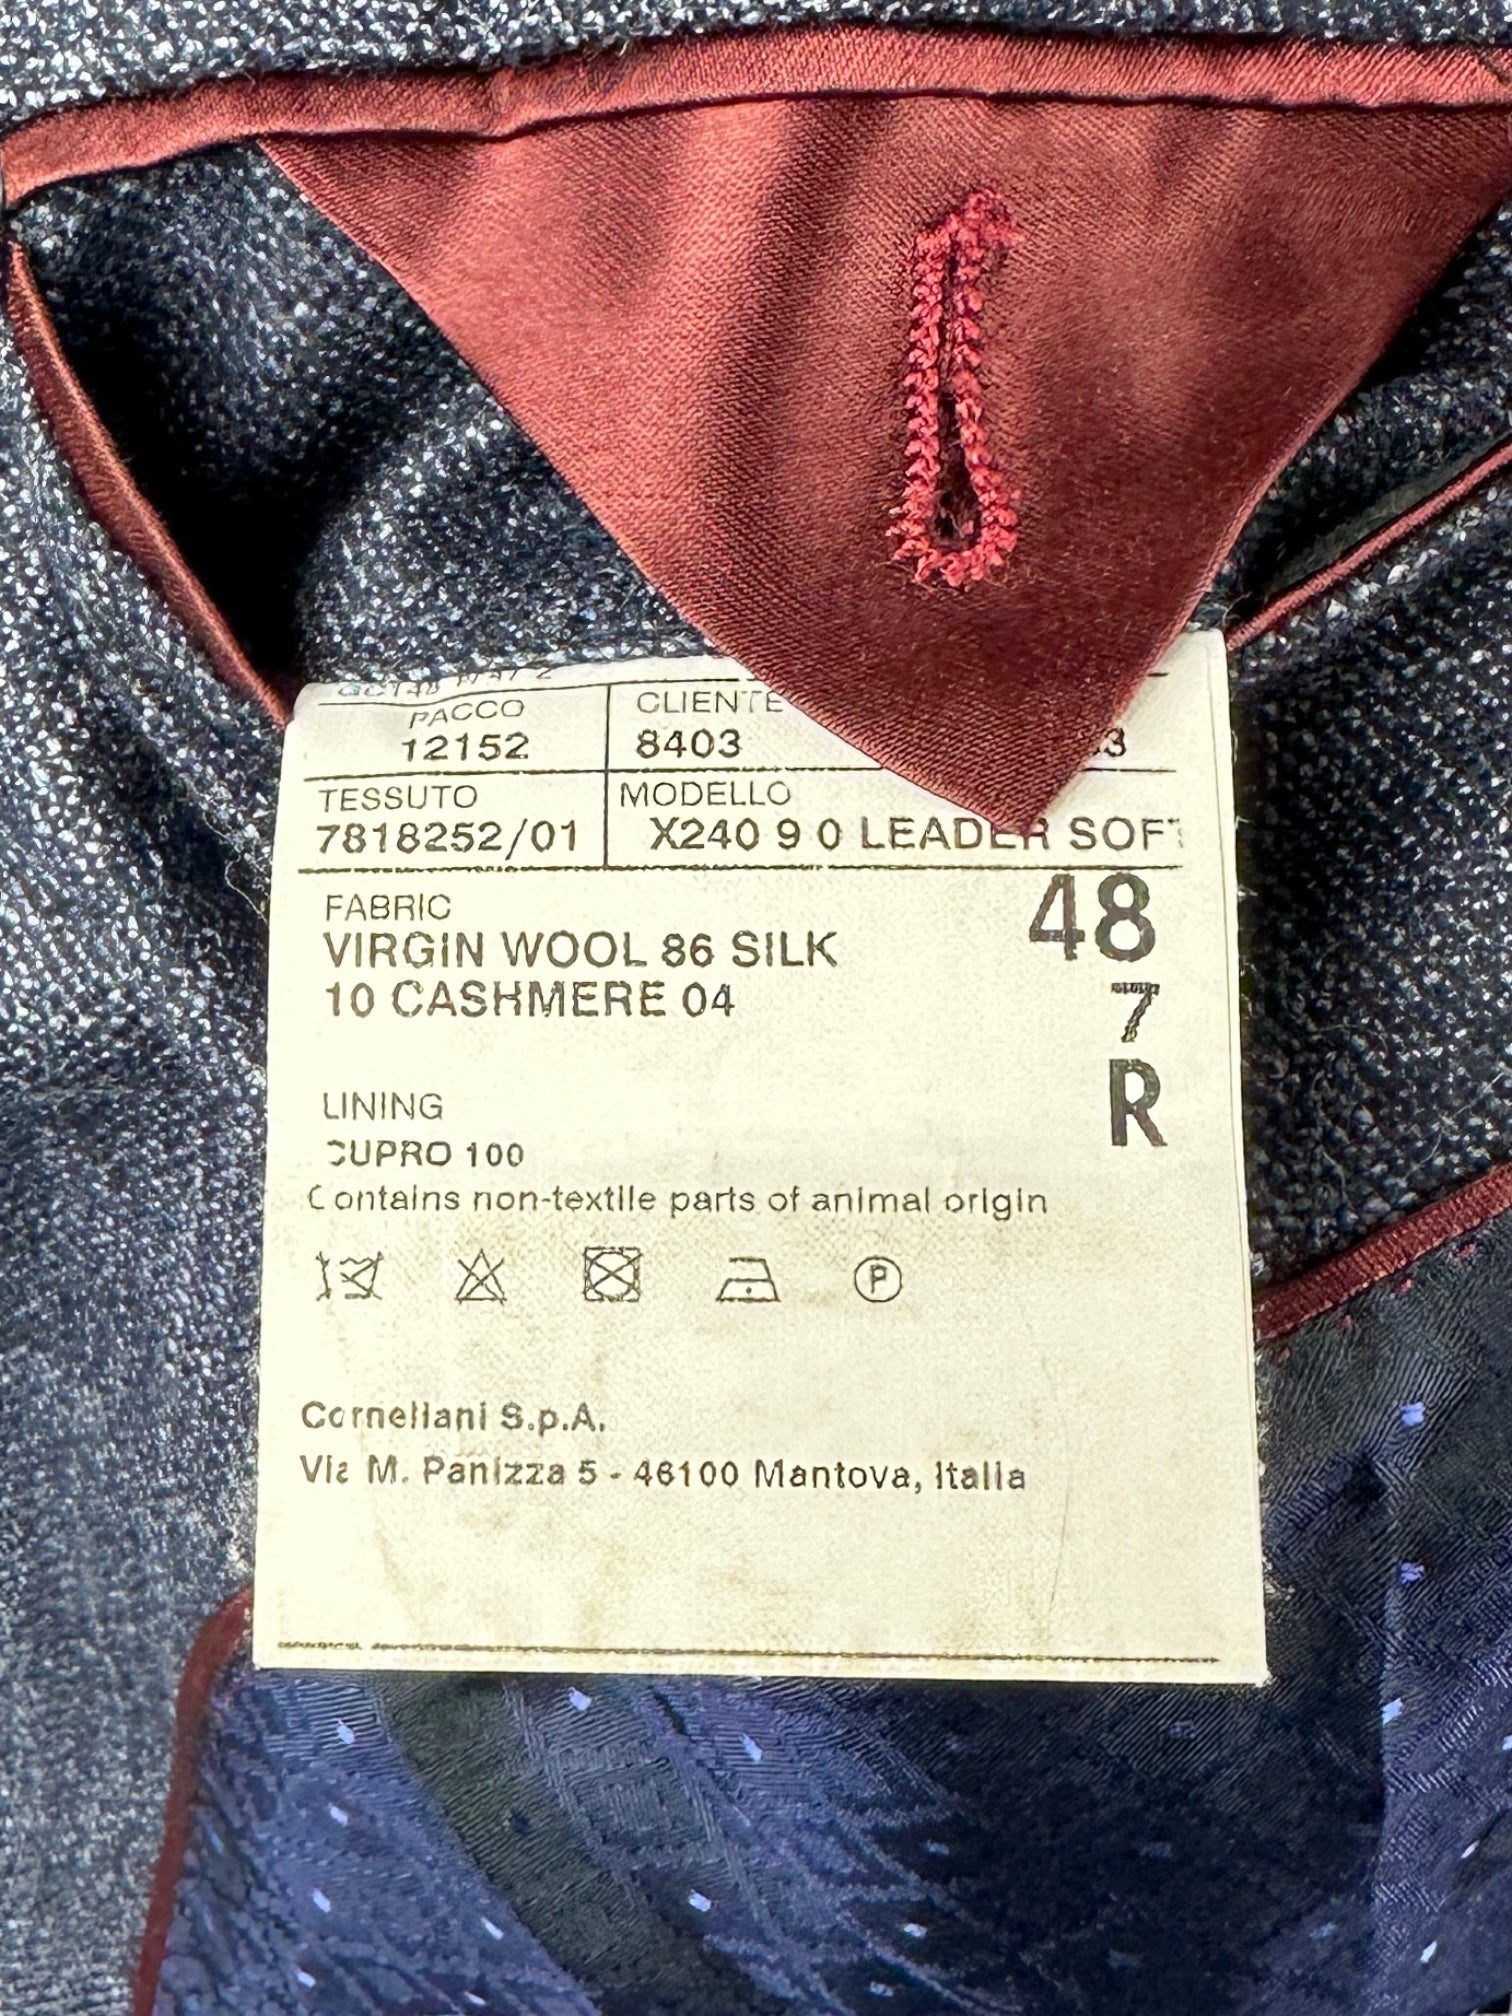 PACCO
12152
CLIENTE
8403
TESSUTO
7818252/01
MODELLO
X240 9 0 LEADER SOFT
FABRIC
VIRGIN WOOL 86 SILK
10 CASHMERE 04
48
7
R
LINING
CUPRO 100
Contains non-textile parts of animal origin
P
Corneliani S.p.A.
Via M. Panizza 5 - 46100 Mantova, Italia